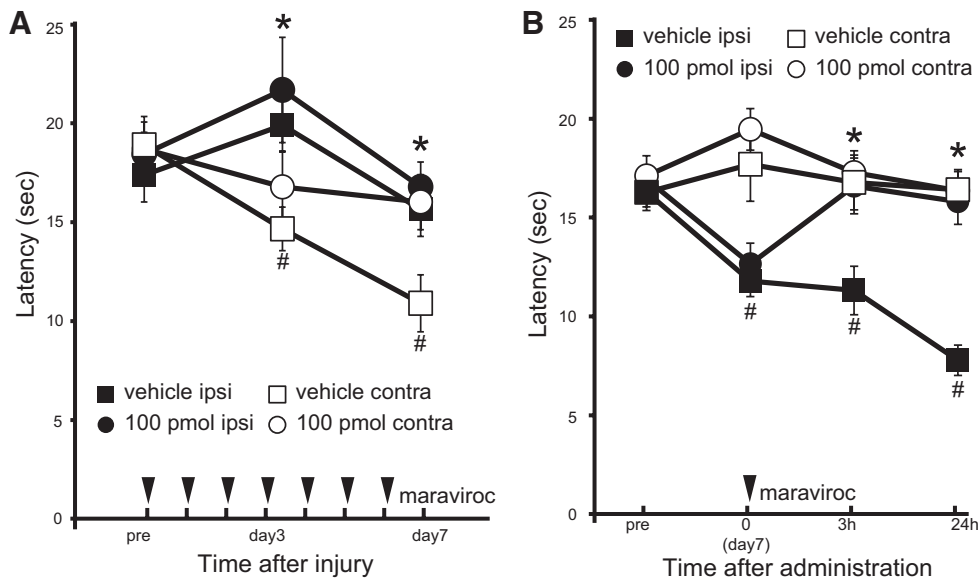 A
25
20
15
10
5
0
Latency (sec)
*
*
#
#
vehicle ipsi
vehicle contra
100 pmol ipsi
100 pmol contra
maraviroc
pre
day3
day7
Time after injury
B
25
20
15
10
5
0
Latency (sec)
vehicle ipsi
vehicle contra
100 pmol ipsi
100 pmol contra
*
*
#
#
#
maraviroc
pre
0
3h
24h
(day7)
Time after administration